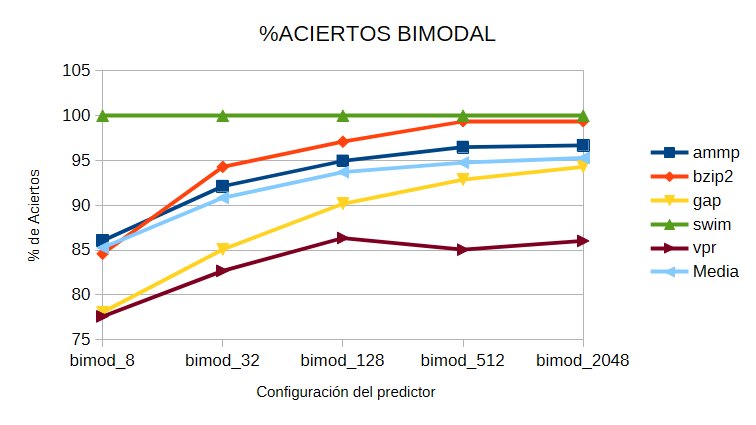 %ACIERTOS BIMODAL
105
100
95
90
85
80
75
% de Aciertos
bimod_8
bimod_32
bimod_128
bimod_512
bimod_2048
Configuración del predictor
ammp
bzip2
gap
swim
vpr
Media